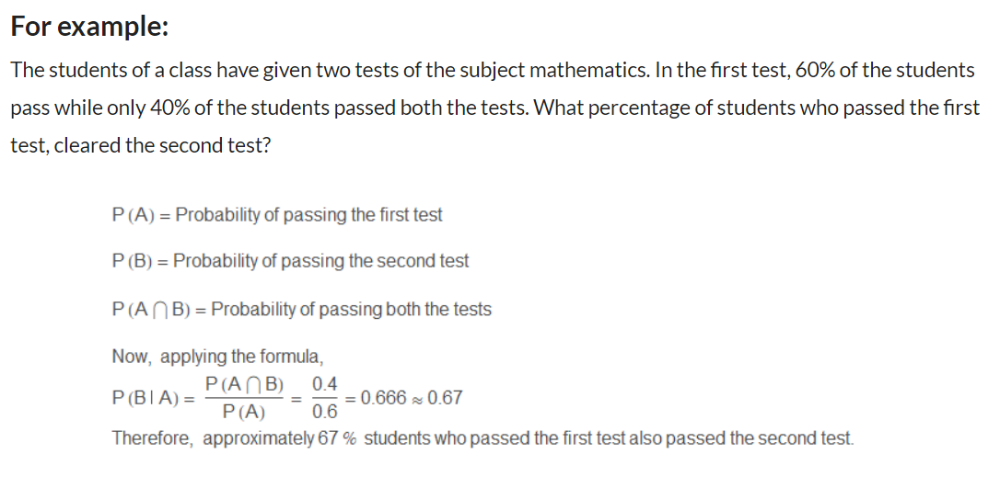 For example:
The students of a class have given two tests of the subject mathematics. In the first test, 60% of the students
pass while only 40% of the students passed both the tests. What percentage of students who passed the first
test, cleared the second test?
P (A) = Probability of passing the first test
P (B) = Probability of passing the second test
P (A ⋂ B) = Probability of passing both the tests
Now, applying the formula,
P (B | A) = P (A ⋂ B) / P (A) = 0.4 / 0.6 = 0.666 ≈ 0.67
Therefore, approximately 67 % students who passed the first test also passed the second test.